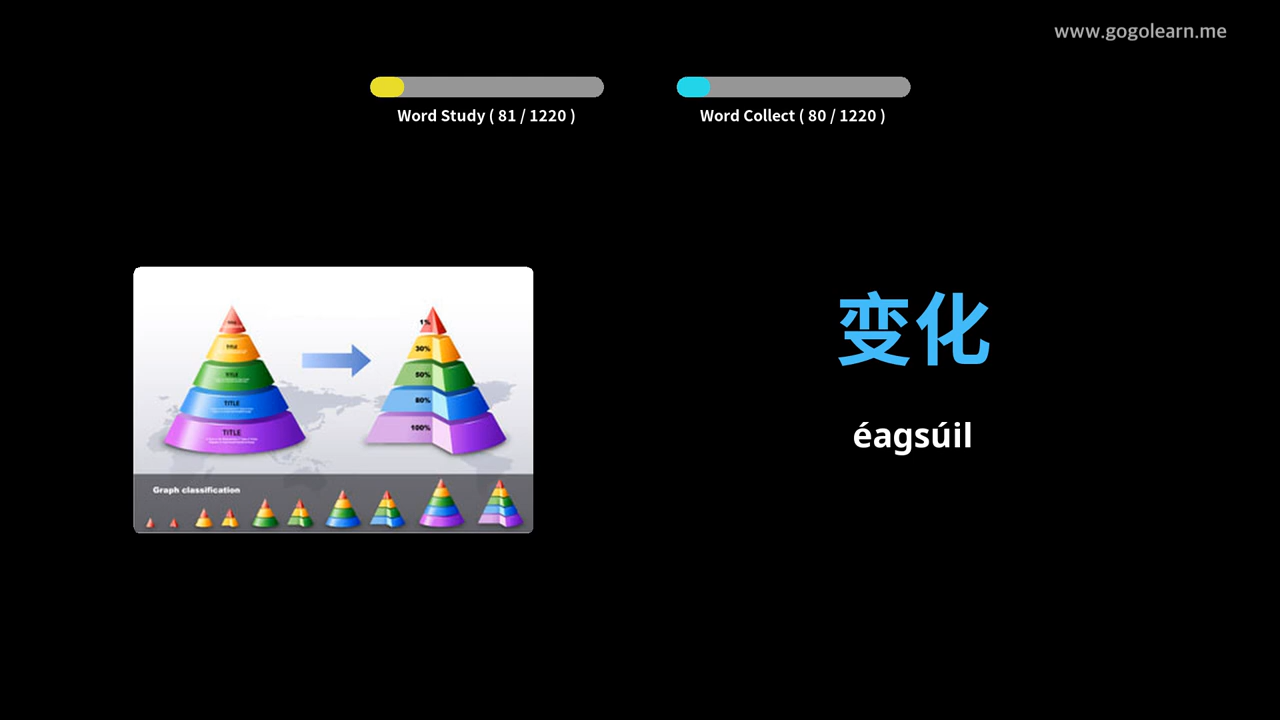 www.gogolearn.me
Word Study ( 81 / 1220 )
Word Collect ( 80 / 1220 )
变化
éagsúil
TITLE
TITLE
TITLE
TITLE
1%
30%
50%
80%
100%
Graph classification